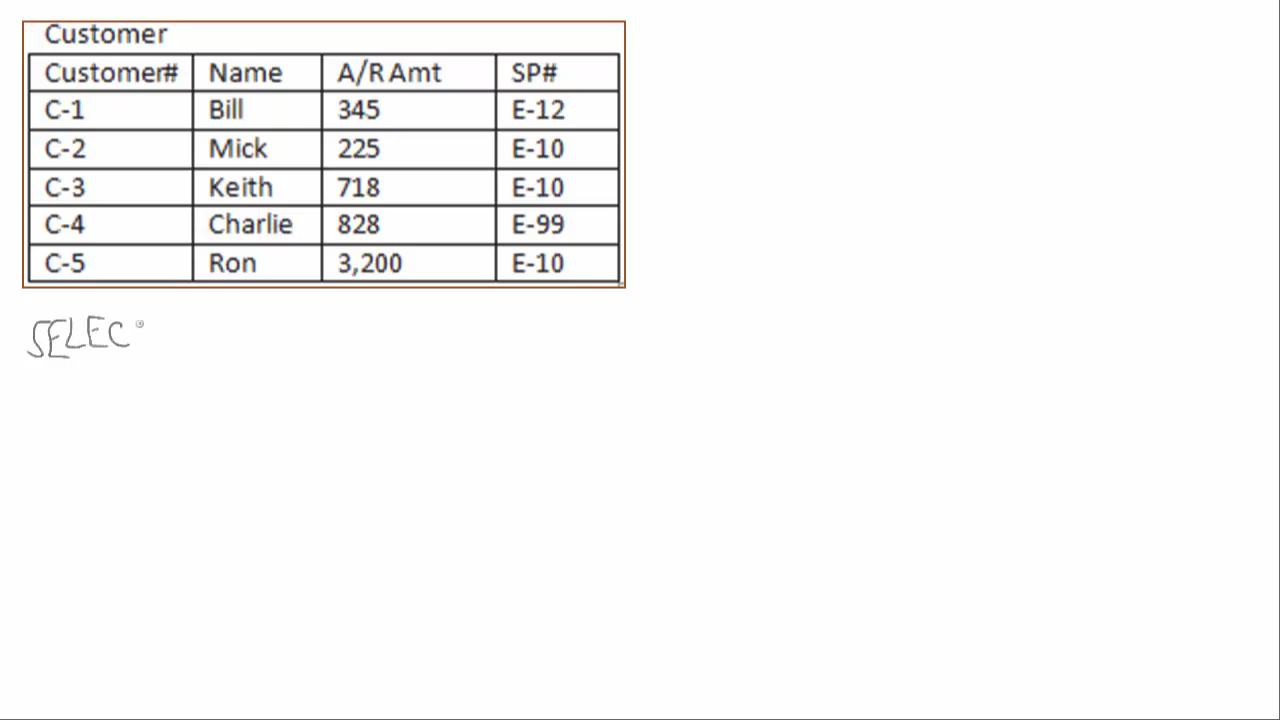 Customer
Customer# Name A/R Amt SP#
C-1 Bill 345 E-12
C-2 Mick 225 E-10
C-3 Keith 718 E-10
C-4 Charlie 828 E-99
C-5 Ron 3,200 E-10
SELEC